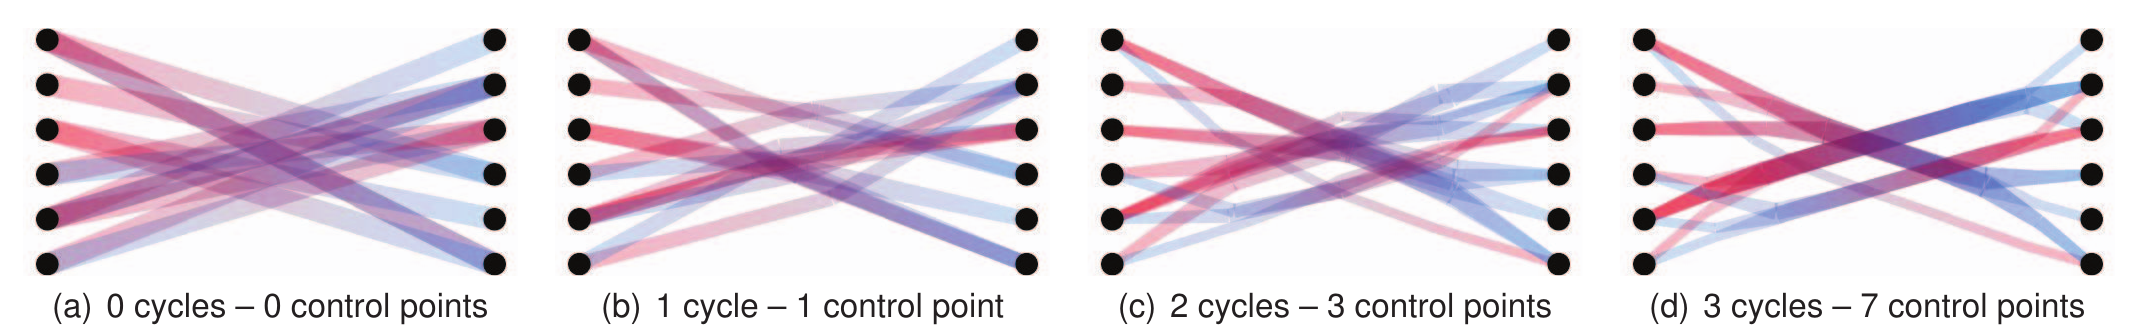 (a) 0 cycles – 0 control points
(b) 1 cycle – 1 control point
(c) 2 cycles – 3 control points
(d) 3 cycles – 7 control points